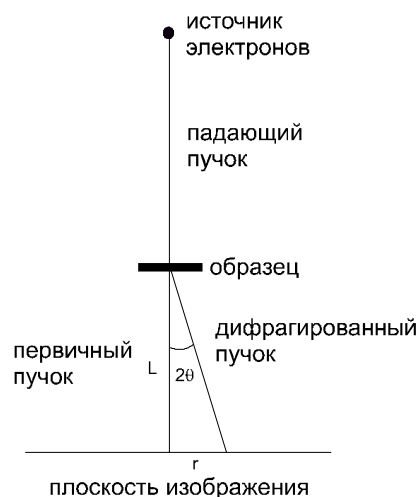 источник
электронов
падающий
пучок
образец
дифрагированный
пучок
первичный
пучок
L
2θ
r
плоскость изображения